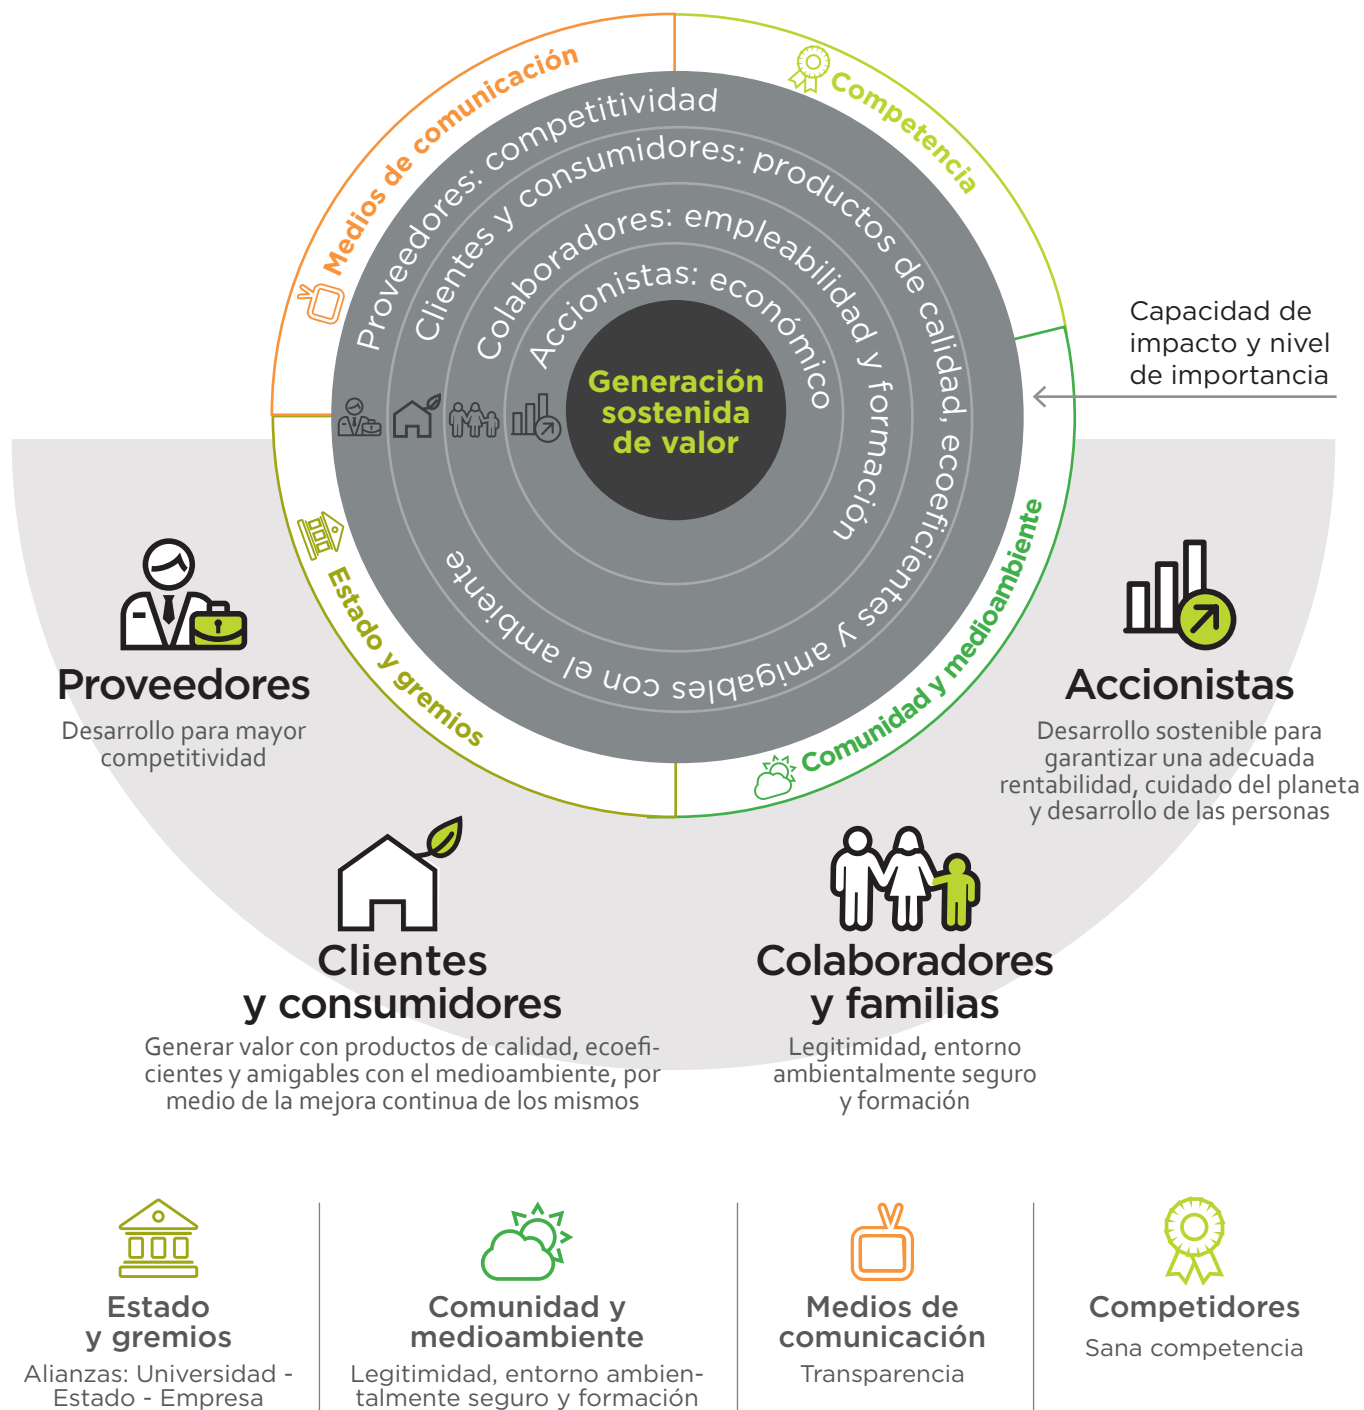 Medios de comunicación
Competencia
Proveedores: competitividad
Clientes y consumidores: productos de calidad, ecoeficientes y amigables con el ambiente
Colaboradores: empleabilidad y formación
Accionistas: económico
Generación
sostenida
de valor
Capacidad de
impacto y nivel
de importancia
Estado y gremios
Comunidad y medioambiente
Proveedores
Desarrollo para mayor
competitividad
Accionistas
Desarrollo sostenible para
garantizar una adecuada
rentabilidad, cuidado del planeta
y desarrollo de las personas
Clientes
y consumidores
Generar valor con productos de calidad, ecoefi-
cientes y amigables con el medioambiente, por
medio de la mejora continua de los mismos
Colaboradores
y familias
Legitimidad, entorno
ambientalmente seguro
y formación
Estado
y gremios
Alianzas: Universidad -
Estado - Empresa
Comunidad y
medioambiente
Legitimidad, entorno ambien-
talmente seguro y formación
Medios de
comunicación
Transparencia
Competidores
Sana competencia